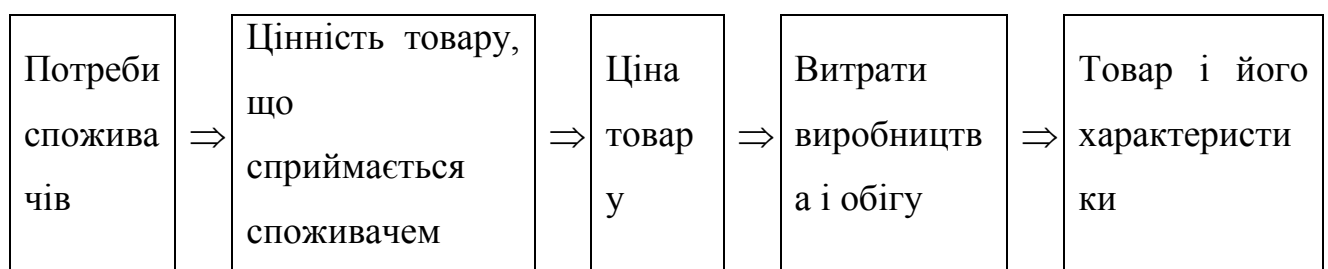 Потреби
спожива
чів
⇒
Цінність товару,
що
сприймається
споживачем
⇒
Ціна
товар
у
⇒
Витрати
виробництв
а і обігу
⇒
Товар і його
характеристи
ки